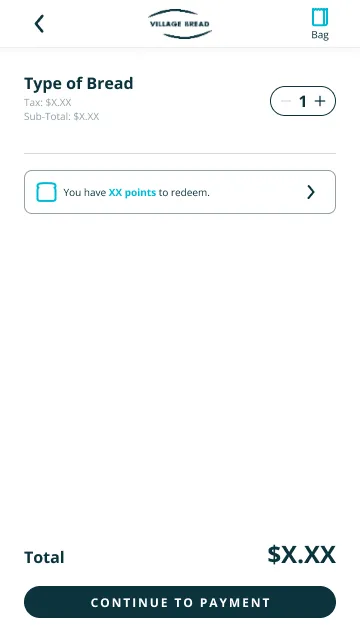 VILLAGE BREAD
Bag
Type of Bread
Tax: $X.XX
Sub-Total: $X.XX
1
You have XX points to redeem.
Total
$X.XX
CONTINUE TO PAYMENT